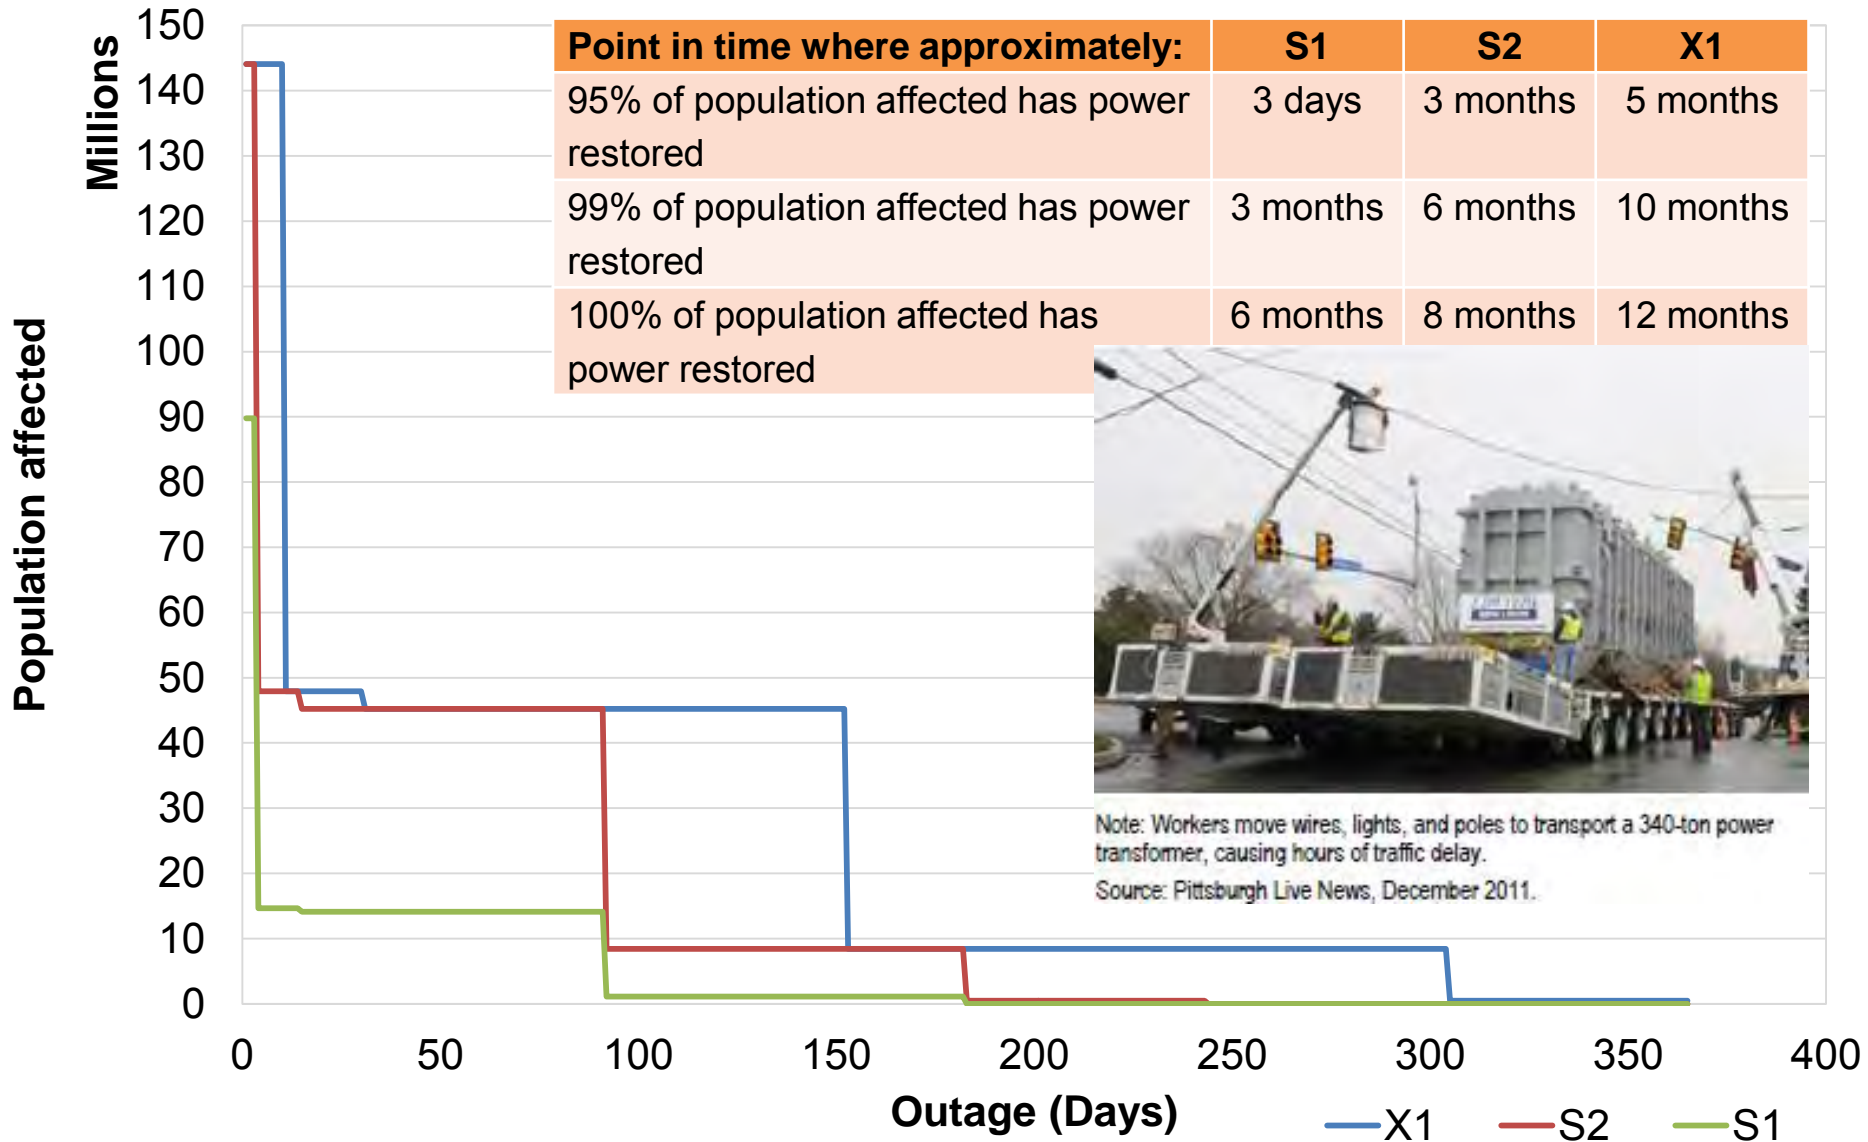 Millions
Population affected
150
140
130
120
110
100
90
80
70
60
50
40
30
20
10
0
Point in time where approximately: S1 S2 X1
95% of population affected has power restored 3 days 3 months 5 months
99% of population affected has power restored 3 months 6 months 10 months
100% of population affected has power restored 6 months 8 months 12 months
Note: Workers move wires, lights, and poles to transport a 340-ton power
transformer, causing hours of traffic delay.
Source: Pittsburgh Live News, December 2011.
0 50 100 150 200 250 300 350 400
Outage (Days)
X1 S2 S1